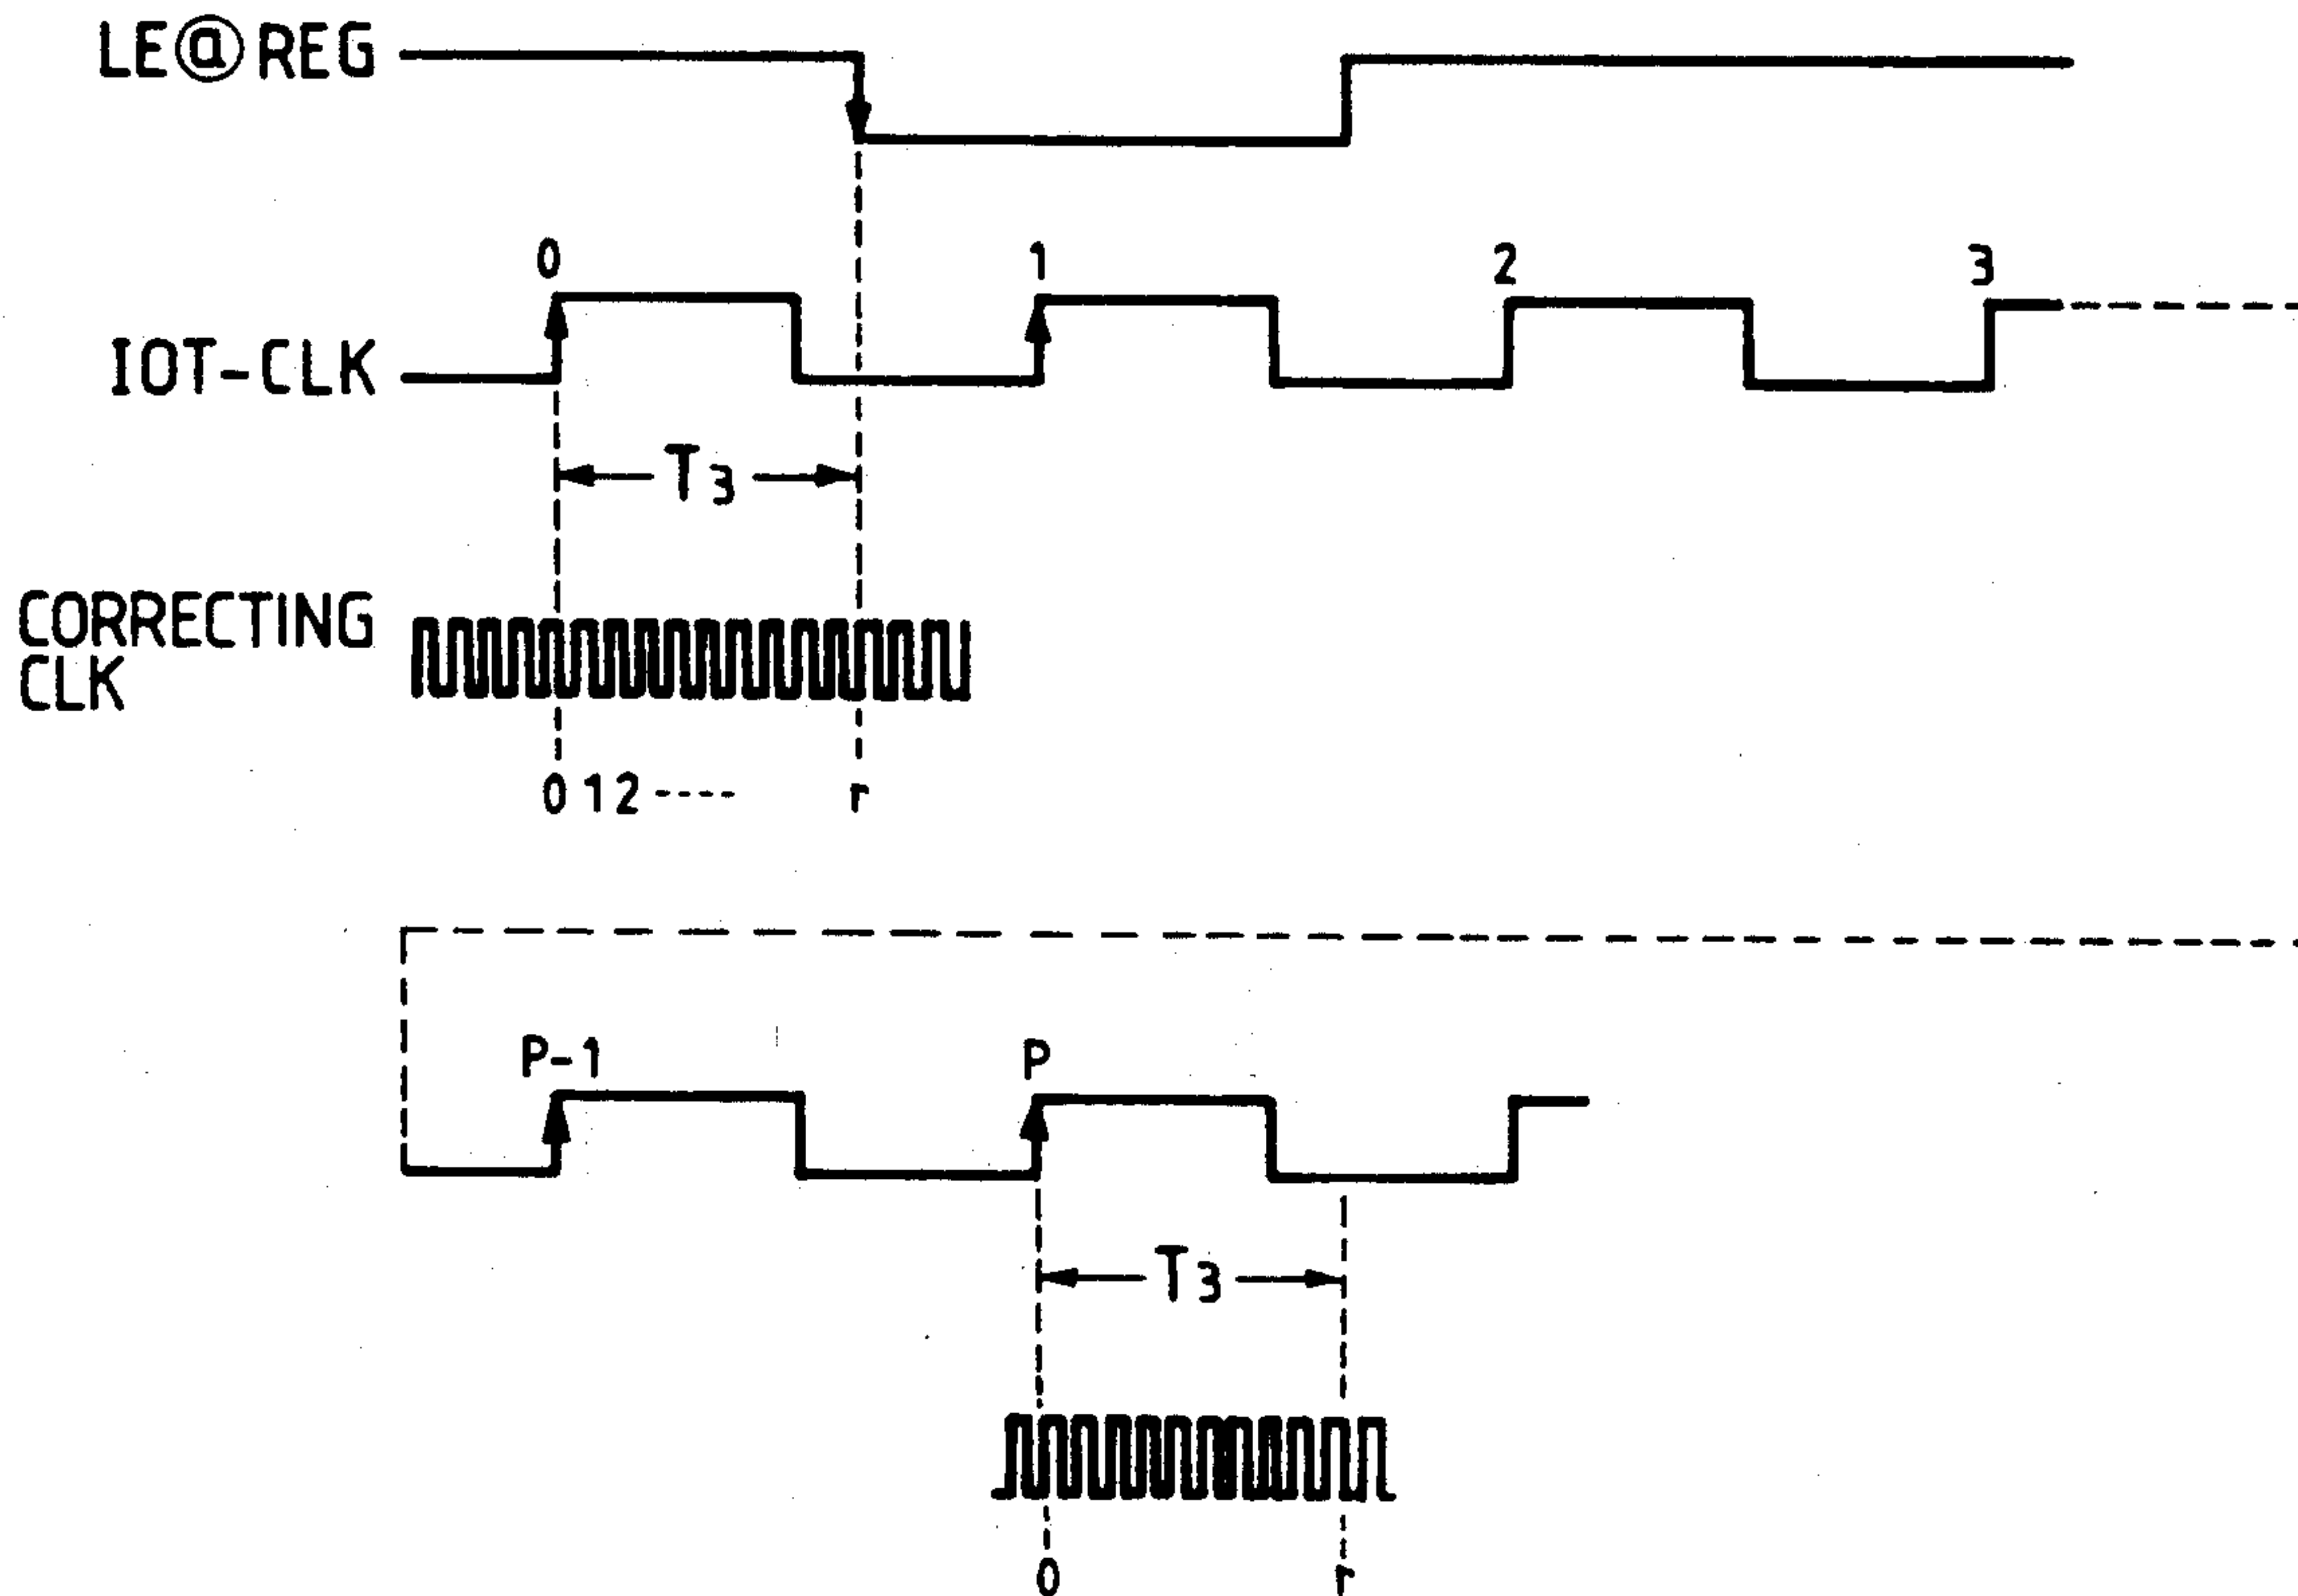 LE@REG
0 1 2 3
IOT-CLK
T3
CORRECTING
CLK
0 1 2 ---- r
P-1 P
T3
0 r